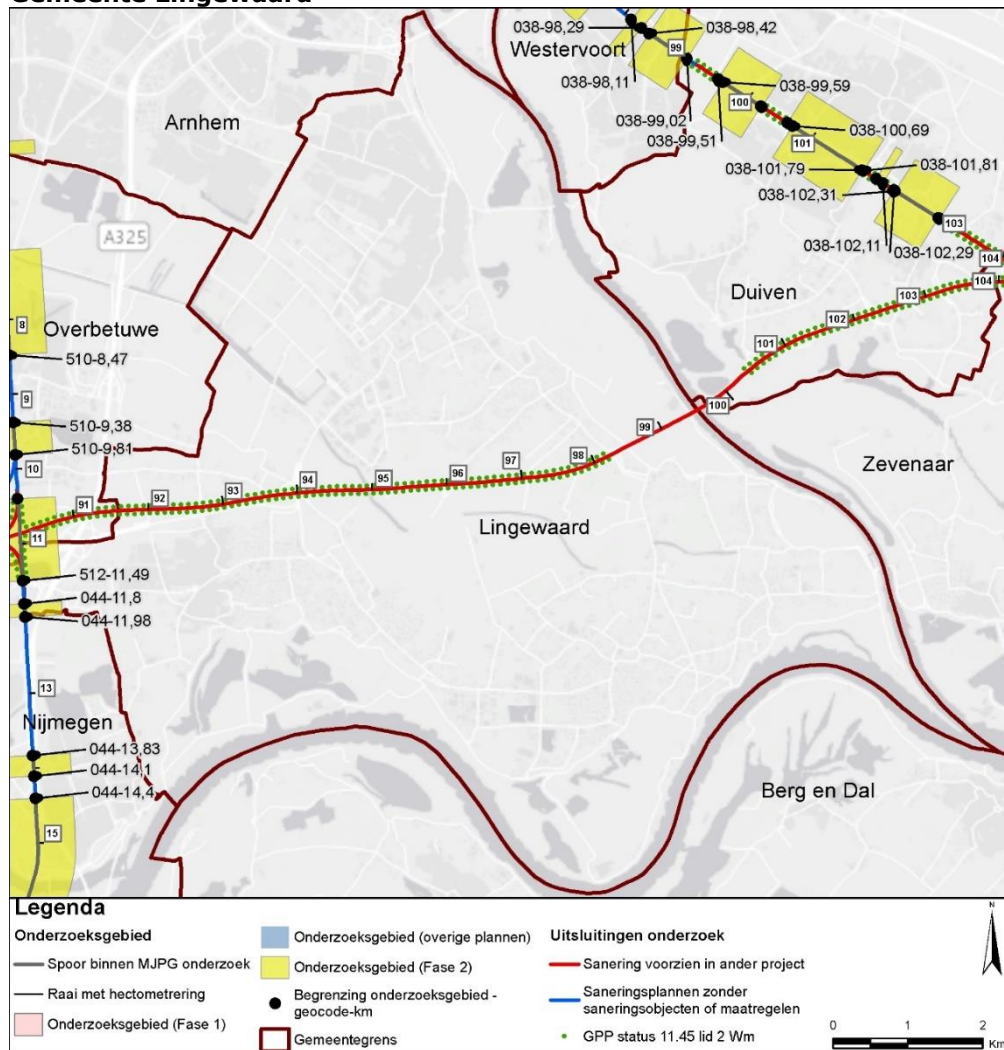 Gemeente Lingewaard
038-98,29
038-98,42
Westervoort
99
038-98,11
038-99,59
100
Arnhem
038-99,02
038-99,51
038-100,69
101
038-101,79
038-101,81
038-102,31
A325
103
038-102,11
038-102,29
104
104
Duiven
103
8
Overbetuwe
102
510-8,47
101
9
100
510-9,38
99
510-9,81
98
Zevenaar
10
97
96
95
94
93
92
91
Lingewaard
11
512-11,49
044-11,8
044-11,98
13
Nijmegen
044-13,83
044-14,1
044-14,4
Berg en Dal
15
Legenda
Onderzoeksgebied
Spoor binnen MJPG onderzoek
Raai met hectometrering
Onderzoeksgebied (Fase 1)
Onderzoeksgebied (overige plannen)
Onderzoeksgebied (Fase 2)
Begrenzing onderzoeksgebied -
geocode-km
Gemeentegrens
Uitsluitingen onderzoek
Sanering voorzien in ander project
Saneringsplannen zonder
saneringsobjecten of maatregelen
GPP status 11.45 lid 2 Wm
N
0 1 2
Km